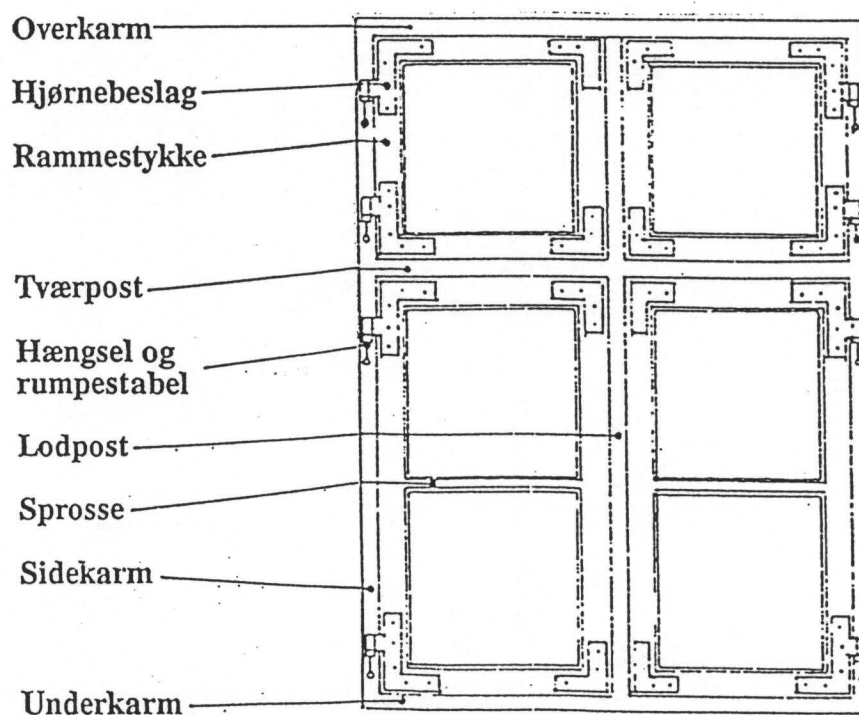 Overkarm
Hjørnebeslag
Rammestykke
Tværpost
Hængsel og
rumpestabel
Lodpost
Sprosse
Sidekarm
Underkarm